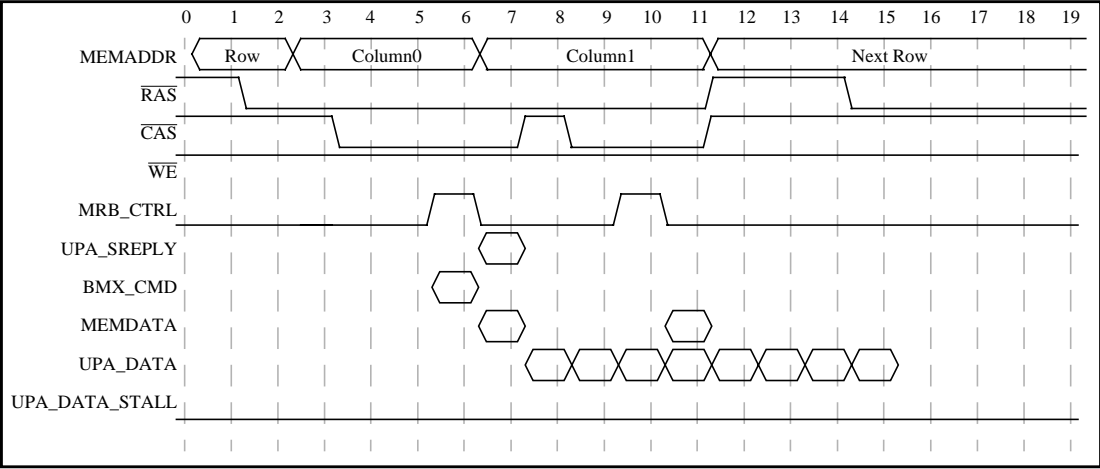 0 1 2 3 4 5 6 7 8 9 10 11 12 13 14 15 16 17 18 19
MEMADDR Row Column0 Column1 Next Row
RAS
CAS
WE
MRB_CTRL
UPA_SREPLY
BMX_CMD
MEMDATA
UPA_DATA
UPA_DATA_STALL